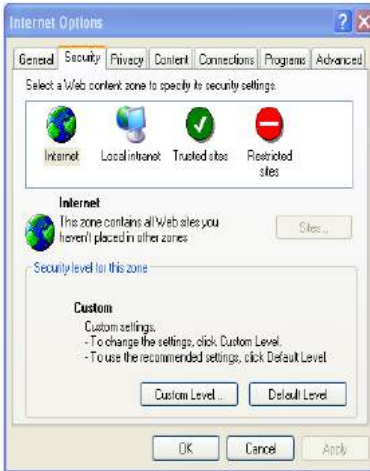 Internet Options
General Security Privacy Content Connections Programs Advanced
Select a Web content zone to specify its security settings.
Internet Local intranet Trusted sites Restricted
sites
Internet
This zone contains all Web sites you
haven't placed in other zones
Sites...
Security level for this zone
Custom
Custom settings.
- To change the settings, click Custom Level.
- To use the recommended settings, click Default Level.
Custom Level... Default Level
OK Cancel Apply